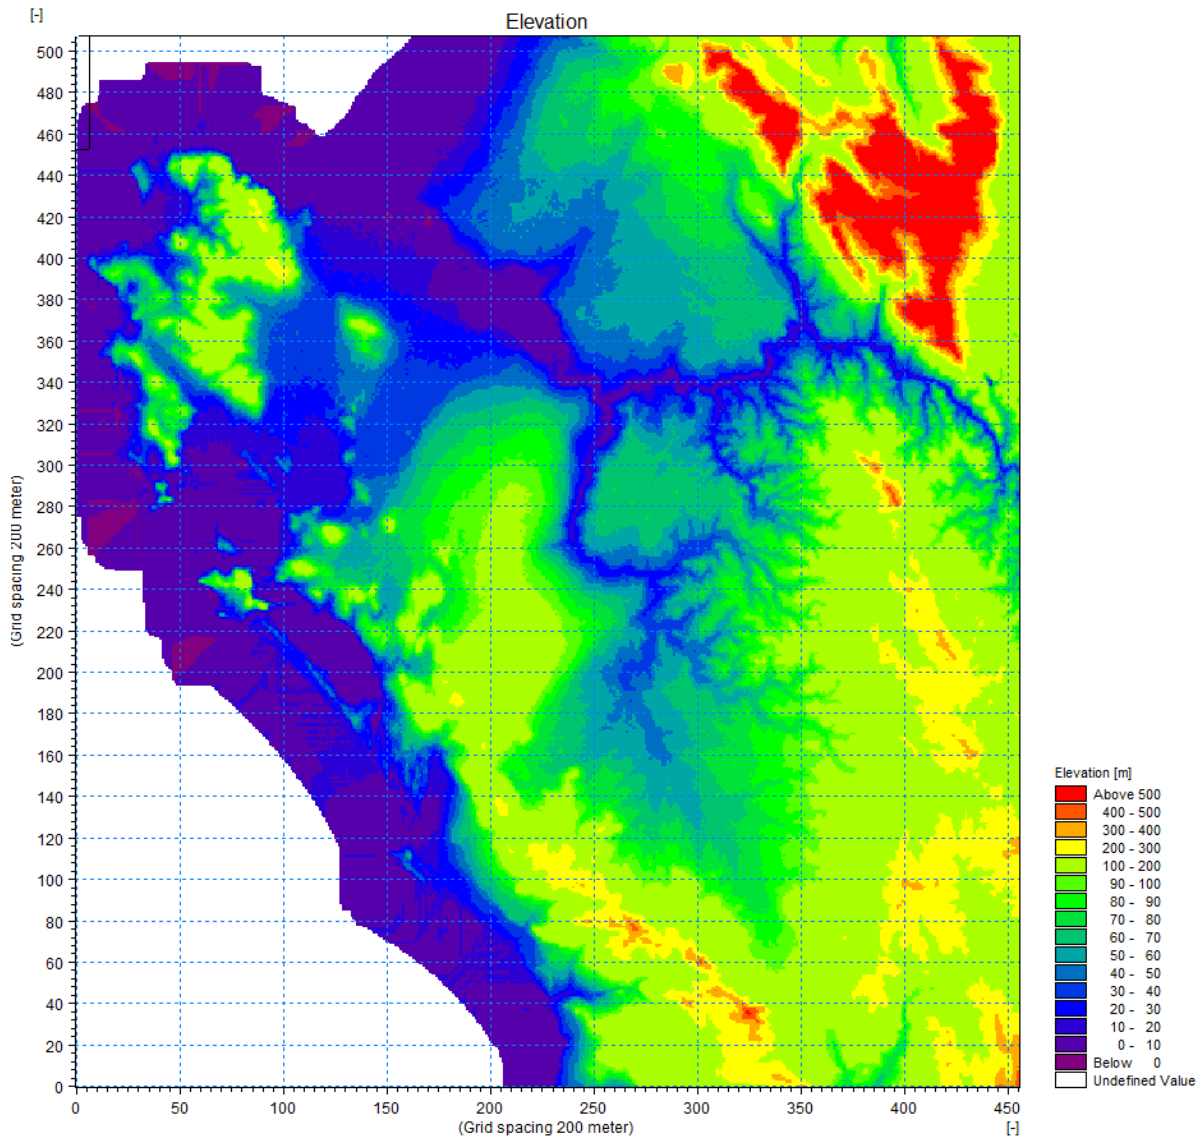 [-]
Elevation
500
480
460
440
420
400
380
360
340
320
300
280
260
240
220
200
180
160
140
120
100
80
60
40
20
0
(Grid spacing 200 meter)
0 50 100 150 200 250 300 350 400 450
(Grid spacing 200 meter) [-]
Elevation [m]
Above 500
400 - 500
300 - 400
200 - 300
100 - 200
90 - 100
80 - 90
70 - 80
60 - 70
50 - 60
40 - 50
30 - 40
20 - 30
10 - 20
0 - 10
Below 0
Undefined Value